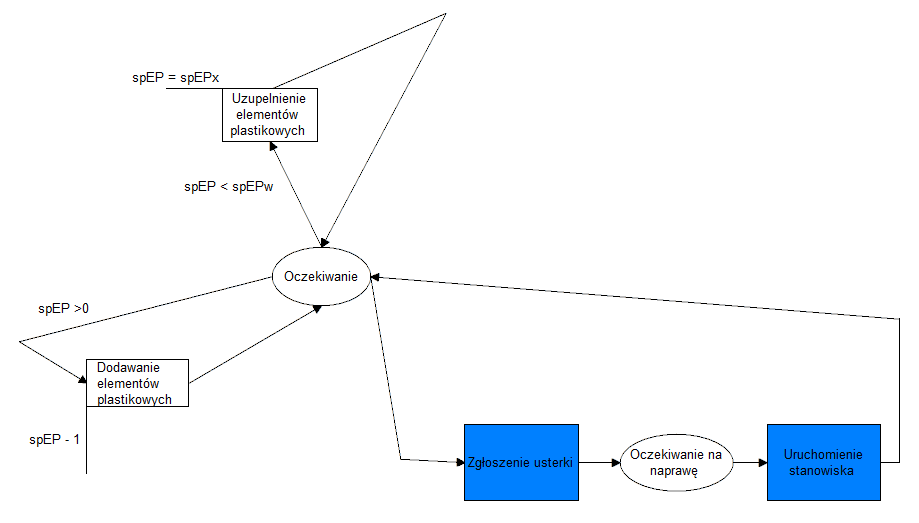 spEP = spEPx
Uzupelnienie
elementów
plastikowych
spEP < spEPw
Oczekiwanie
spEP >0
Dodawanie
elementów
plastikowych
spEP - 1
Zgłoszenie usterki
Oczekiwanie na
naprawę
Uruchomienie
stanowiska